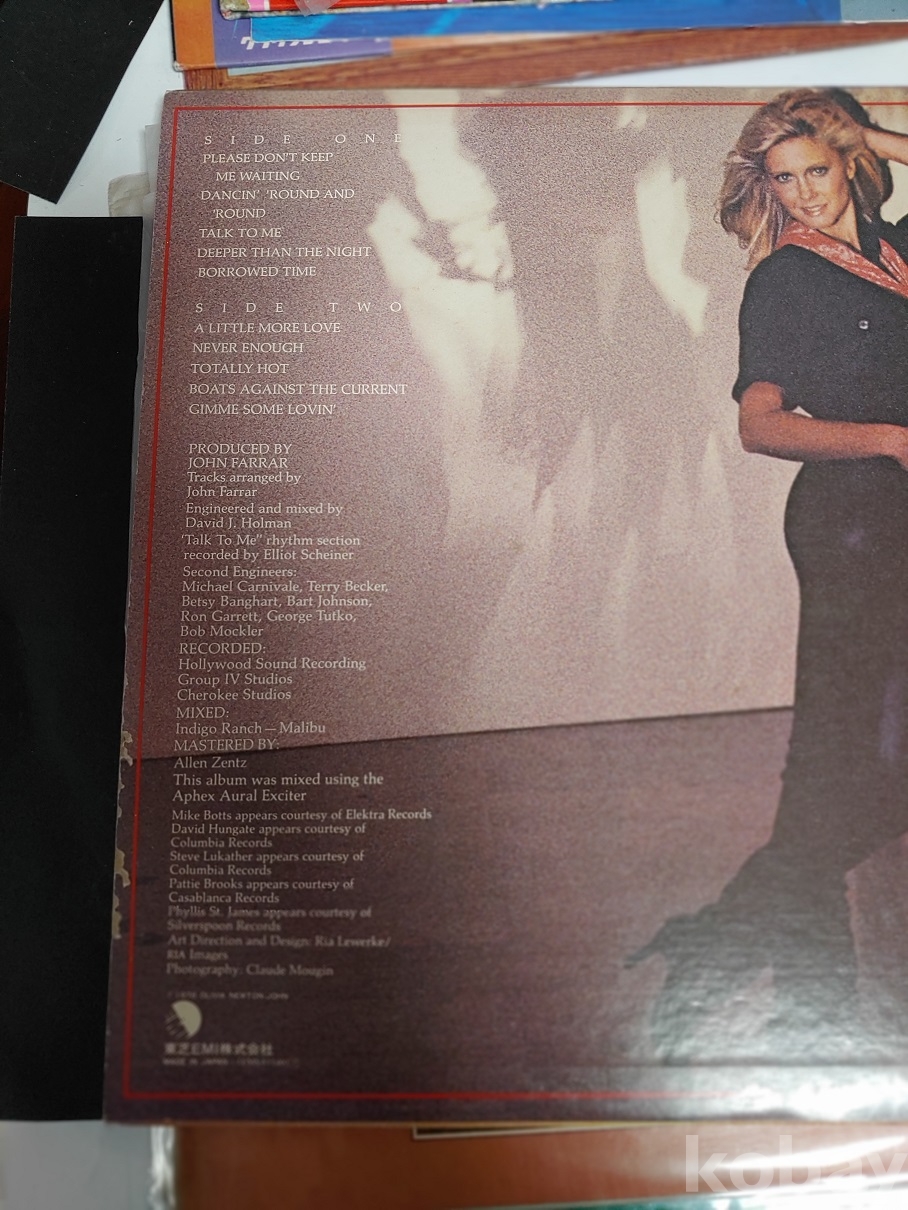 SIDE ONE
PLEASE DON'T KEEP
ME WAITING
DANCIN' 'ROUND AND
'ROUND
TALK TO ME
DEEPER THAN THE NIGHT
BORROWED TIME
SIDE TWO
A LITTLE MORE LOVE
NEVER ENOUGH
TOTALLY HOT
BOATS AGAINST THE CURRENT
GIMME SOME LOVIN'
PRODUCED BY
JOHN FARRAR
Tracks arranged by
John Farrar
Engineered and mixed by
David J. Holman
"Talk To Me" rhythm section
recorded by Elliot Scheiner
Second Engineers:
Michael Carnivale, Terry Becker,
Betsy Banghart, Bart Johnson,
Ron Garrett, George Tutko,
Bob Mockler
RECORDED:
Hollywood Sound Recording
Group IV Studios
Cherokee Studios
MIXED:
Indigo Ranch—Malibu
MASTERED BY:
Allen Zentz
This album was mixed using the
Aphex Aural Exciter
Mike Botts appears courtesy of Elektra Records
David Hungate appears courtesy of
Columbia Records
Steve Lukather appears courtesy of
Columbia Records
Pattie Brooks appears courtesy of
Casablanca Records
Phyllis St. James appears courtesy of
Silverspoon Records
Art Direction and Design: Ria Lewerke/
RIA Images
Photography: Claude Mougin
OLIVIA NEWTON-JOHN
東芝EMI株式会社
MADE IN JAPAN
kobay